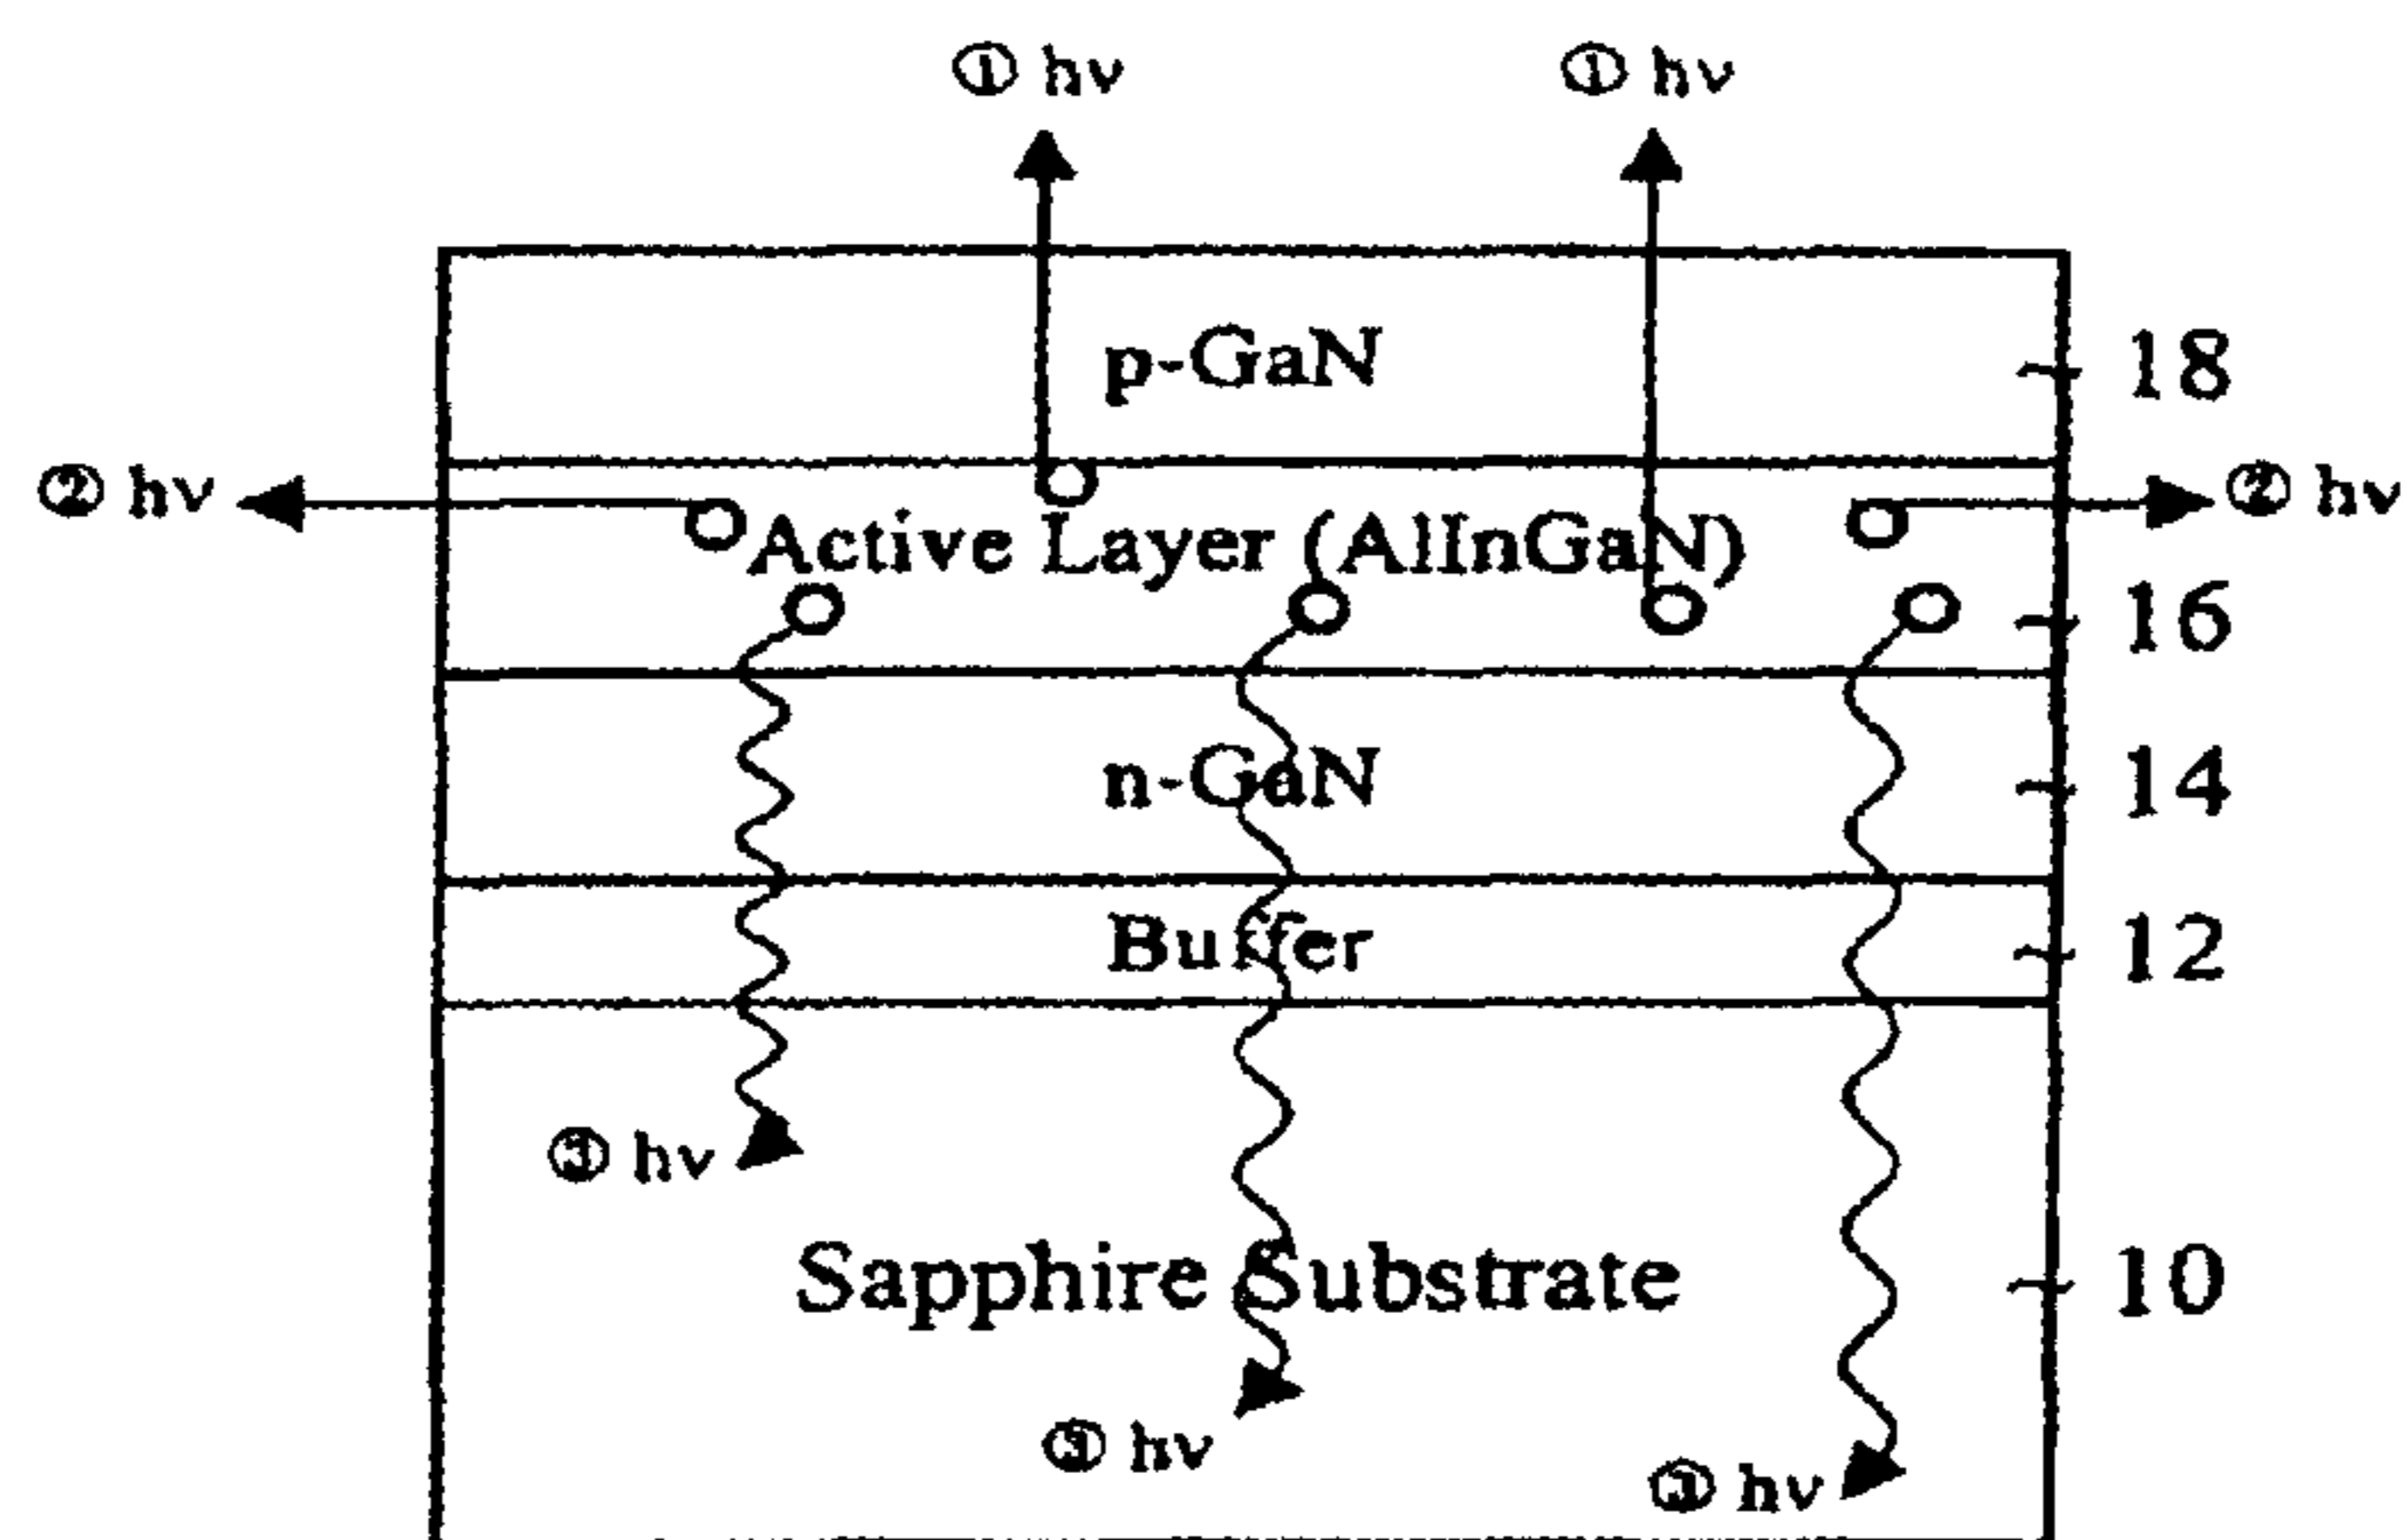 ① hν ① hν
p-GaN 18
② hν ② hν
Active Layer (AlInGaN)
16
n-GaN 14
Buffer 12
③ hν
Sapphire Substrate 10
③ hν
③ hν